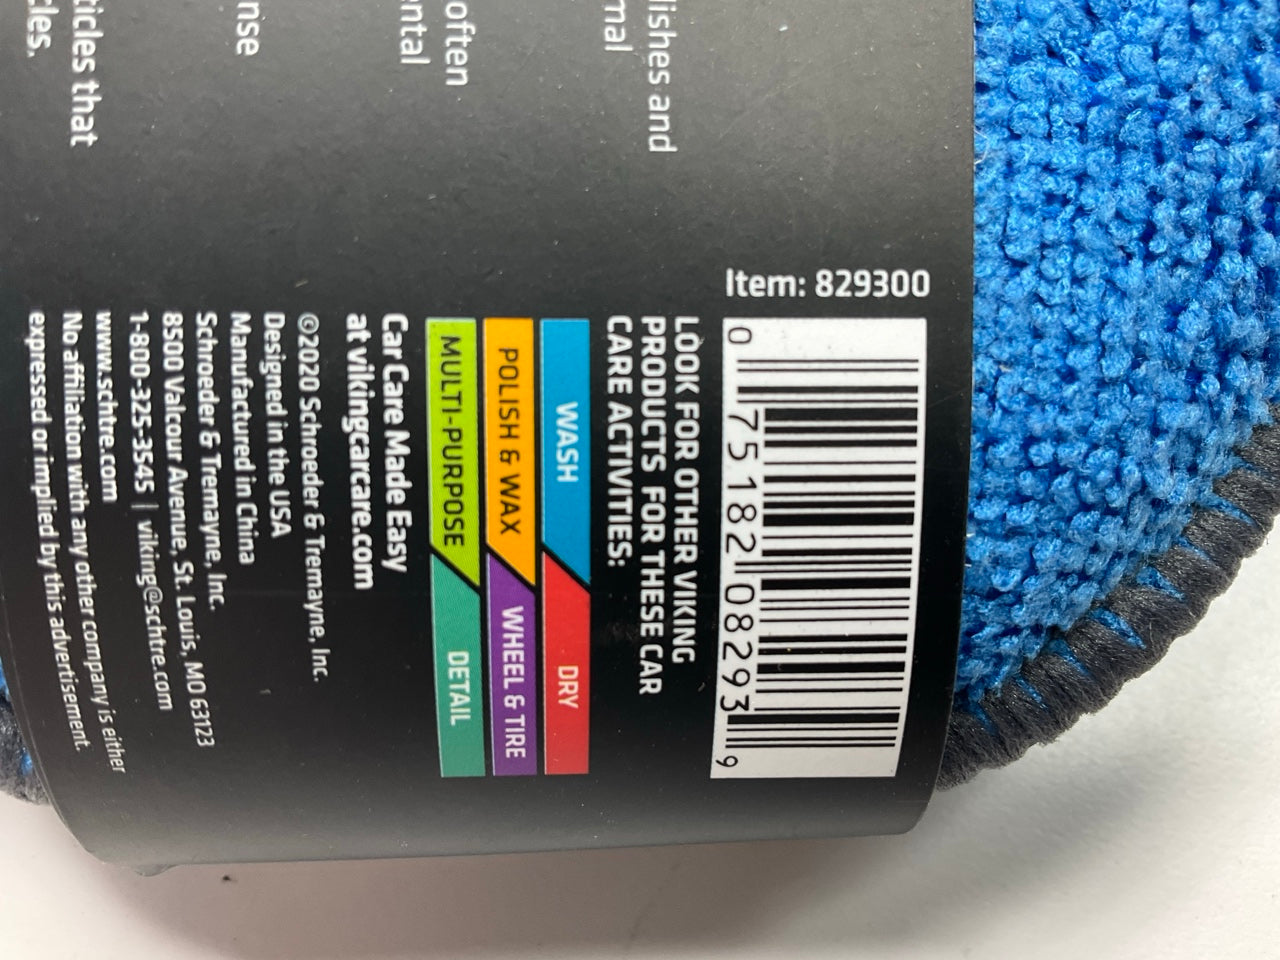 lishes and
mal
often
ental
nse
ticles that
cles.
Item: 829300
0 75182 08293 9
LOOK FOR OTHER VIKING
PRODUCTS FOR THESE CAR
CARE ACTIVITIES:
WASH DRY
POLISH & WAX WHEEL & TIRE
MULTI-PURPOSE DETAIL
Car Care Made Easy
at vikingcarcare.com
©2020 Schroeder & Tremayne, Inc.
Designed in the USA
Manufactured in China
Schroeder & Tremayne, Inc.
8500 Valcour Avenue, St. Louis, MO 63123
1-800-325-3545 | viking@schtre.com
www.schtre.com
No affiliation with any other company is either
expressed or implied by this advertisement.